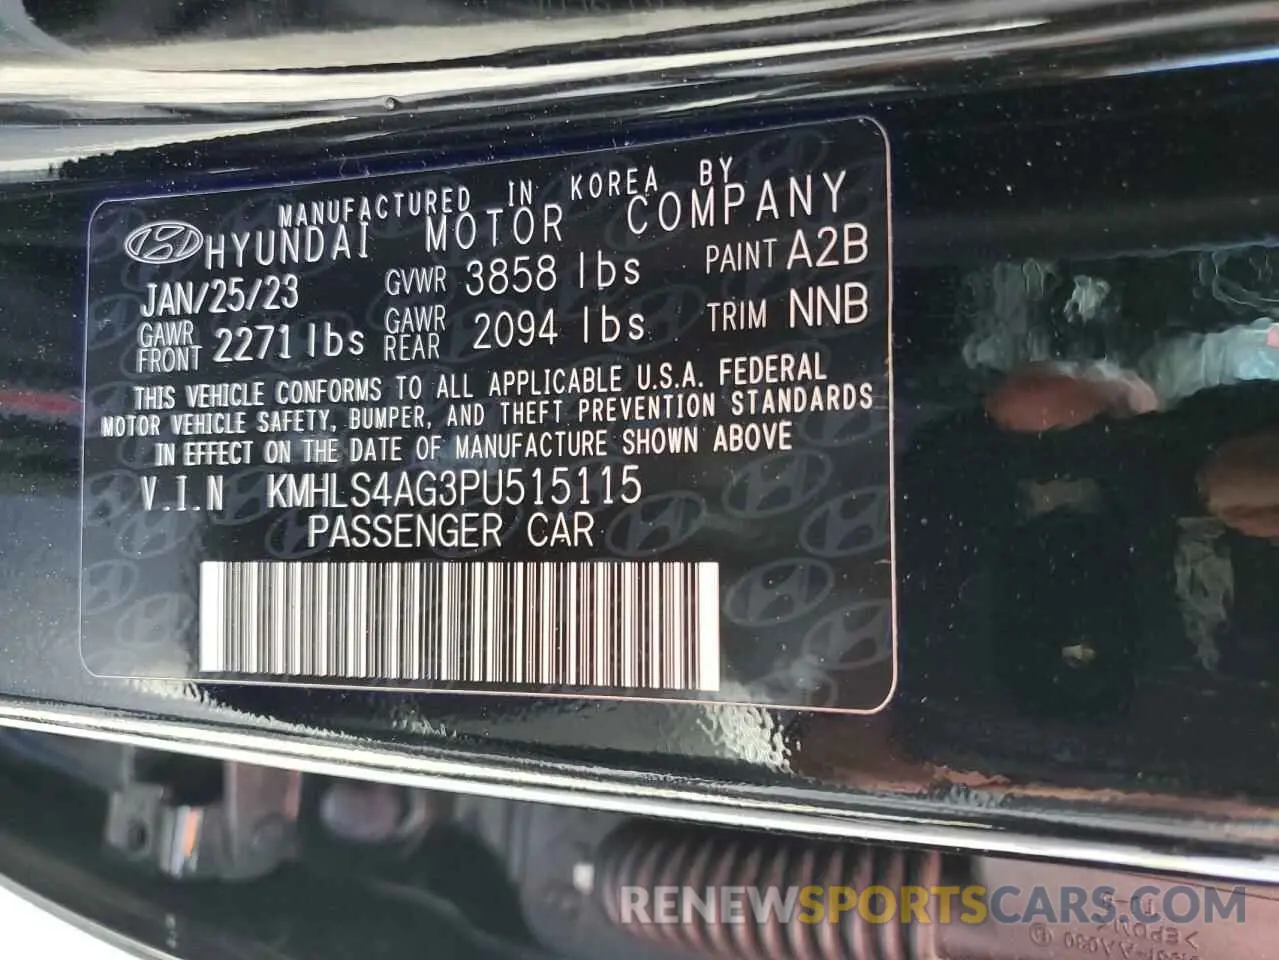 MANUFACTURED IN KOREA BY
HYUNDAI MOTOR COMPANY
JAN/25/23 GVWR 3858 lbs PAINT A2B
GAWR FRONT 2271 lbs GAWR REAR 2094 lbs TRIM NNB
THIS VEHICLE CONFORMS TO ALL APPLICABLE U.S.A. FEDERAL
MOTOR VEHICLE SAFETY, BUMPER, AND THEFT PREVENTION STANDARDS
IN EFFECT ON THE DATE OF MANUFACTURE SHOWN ABOVE
V.I.N KMHLS4AG3PU515115
PASSENGER CAR
RENEWSPORTSCARS.COM